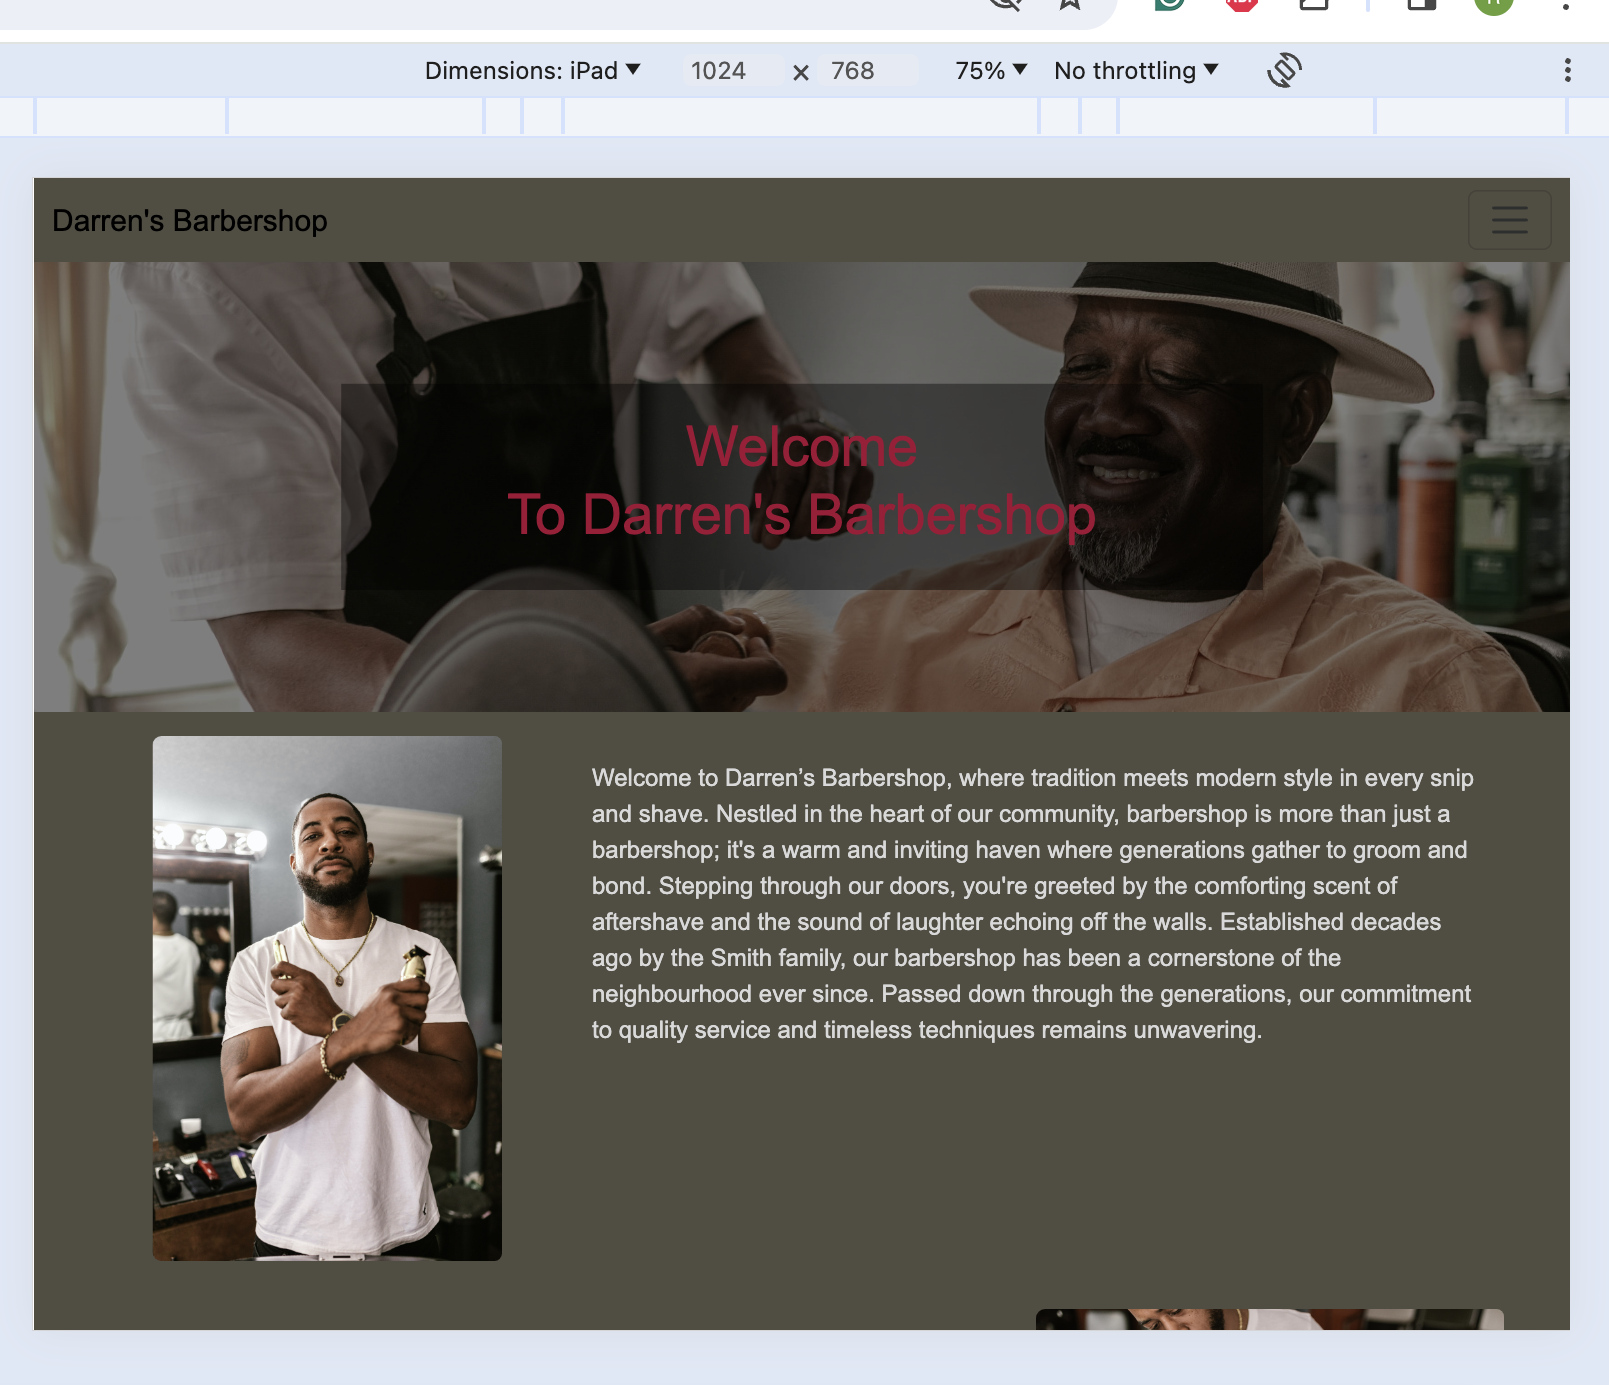 Dimensions: iPad
1024 × 768
75%
No throttling
Darren's Barbershop
Welcome
To Darren's Barbershop
Welcome to Darren’s Barbershop, where tradition meets modern style in every snip
and shave. Nestled in the heart of our community, barbershop is more than just a
barbershop; it's a warm and inviting haven where generations gather to groom and
bond. Stepping through our doors, you're greeted by the comforting scent of
aftershave and the sound of laughter echoing off the walls. Established decades
ago by the Smith family, our barbershop has been a cornerstone of the
neighbourhood ever since. Passed down through the generations, our commitment
to quality service and timeless techniques remains unwavering.